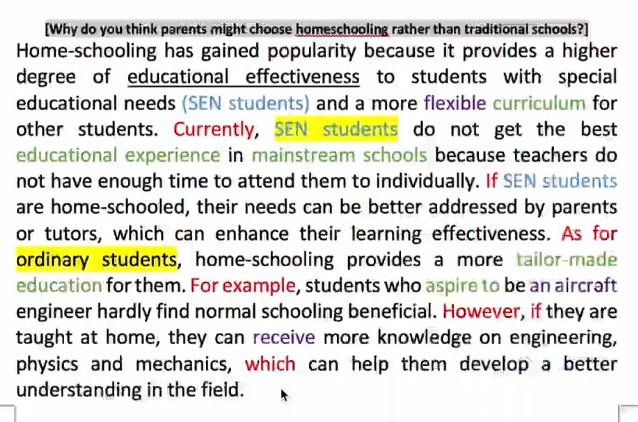 [Why do you think parents might choose homeschooling rather than traditional schools?]
Home-schooling has gained popularity because it provides a higher
degree of educational effectiveness to students with special
educational needs (SEN students) and a more flexible curriculum for
other students. Currently, SEN students do not get the best
educational experience in mainstream schools because teachers do
not have enough time to attend them to individually. If SEN students
are home-schooled, their needs can be better addressed by parents
or tutors, which can enhance their learning effectiveness. As for
ordinary students, home-schooling provides a more tailor-made
education for them. For example, students who aspire to be an aircraft
engineer hardly find normal schooling beneficial. However, if they are
taught at home, they can receive more knowledge on engineering,
physics and mechanics, which can help them develop a better
understanding in the field.